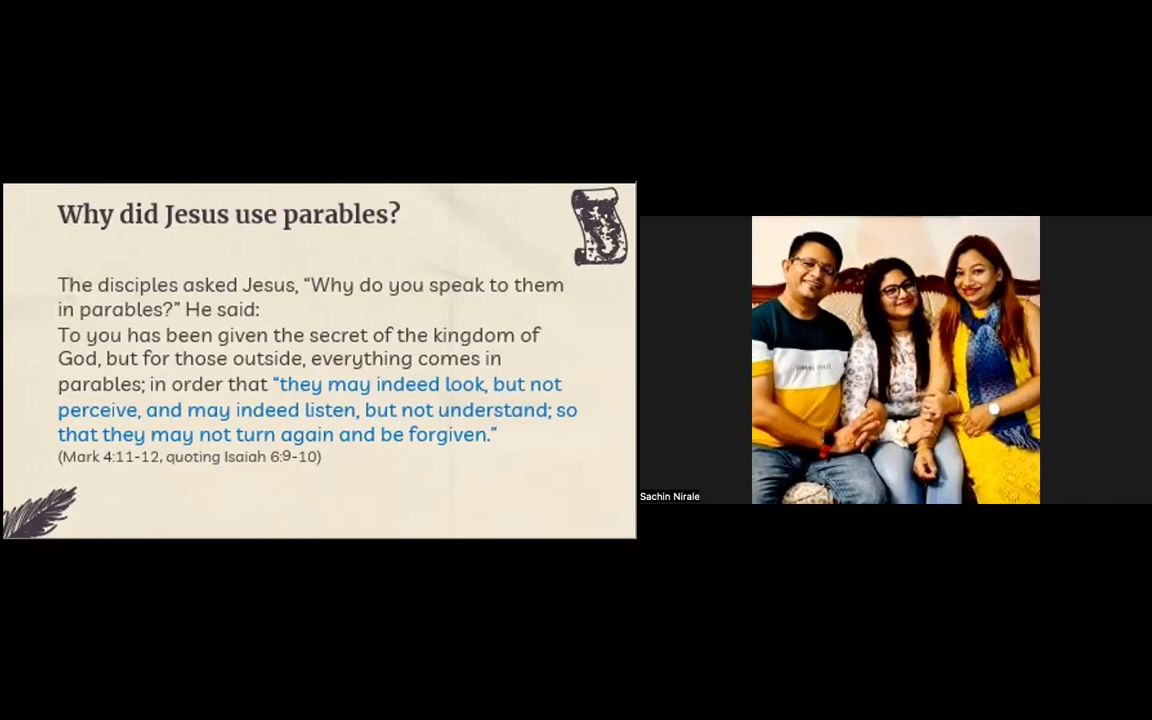 Why did Jesus use parables?
The disciples asked Jesus, “Why do you speak to them
in parables?” He said:
To you has been given the secret of the kingdom of
God, but for those outside, everything comes in
parables; in order that “they may indeed look, but not
perceive, and may indeed listen, but not understand; so
that they may not turn again and be forgiven.”
(Mark 4:11-12, quoting Isaiah 6:9-10)
Sachin Nirale